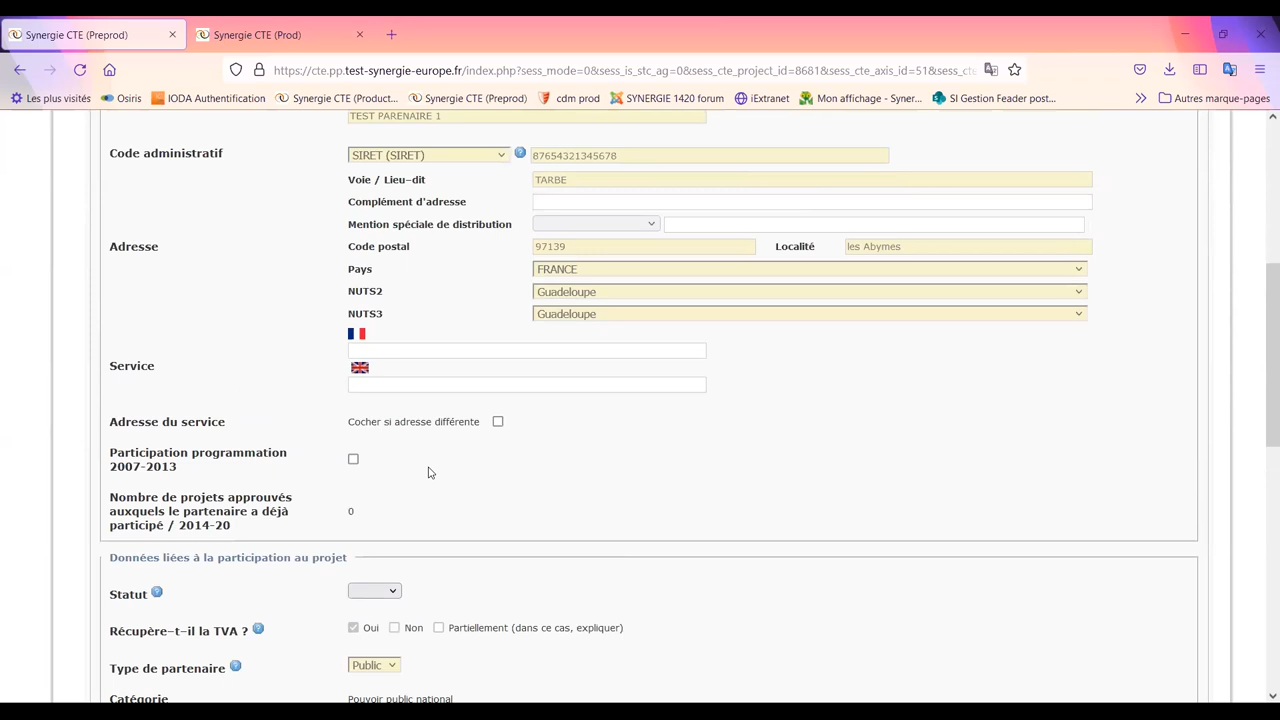 Synergie CTE (Preprod)
Synergie CTE (Prod)
https://cte.pp.test-synergie-europe.fr/index.php?sess_mode=0&sess_is_stc_ag=0&sess_cte_project_id=8681&sess_cte_axis_id=51&sess_cte
Les plus visités
Osiris
IODA Authentification
Synergie CTE (Product...
Synergie CTE (Preprod)
cdm prod
SYNERGIE 1420 forum
iExtranet
Mon affichage - Syner...
SI Gestion Feader post...
Autres marque-pages
TEST PARENAIRE 1
Code administratif
SIRET (SIRET)
87654321345678
Voie / Lieu-dit
TARBE
Complément d'adresse
Mention spéciale de distribution
Adresse
Code postal
97139
Localité
les Abymes
Pays
FRANCE
NUTS2
Guadeloupe
NUTS3
Guadeloupe
Service
Adresse du service
Cocher si adresse différente
Participation programmation
2007-2013
Nombre de projets approuvés
auxquels le partenaire a déjà
participé / 2014-20
0
Données liées à la participation au projet
Statut
Récupère-t-il la TVA ?
Oui
Non
Partiellement (dans ce cas, expliquer)
Type de partenaire
Public
Catégorie
Pouvoir public national